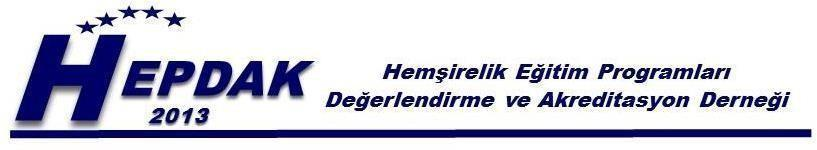 HEPDAK
2013
Hemşirelik Eğitim Programları
Değerlendirme ve Akreditasyon Derneği